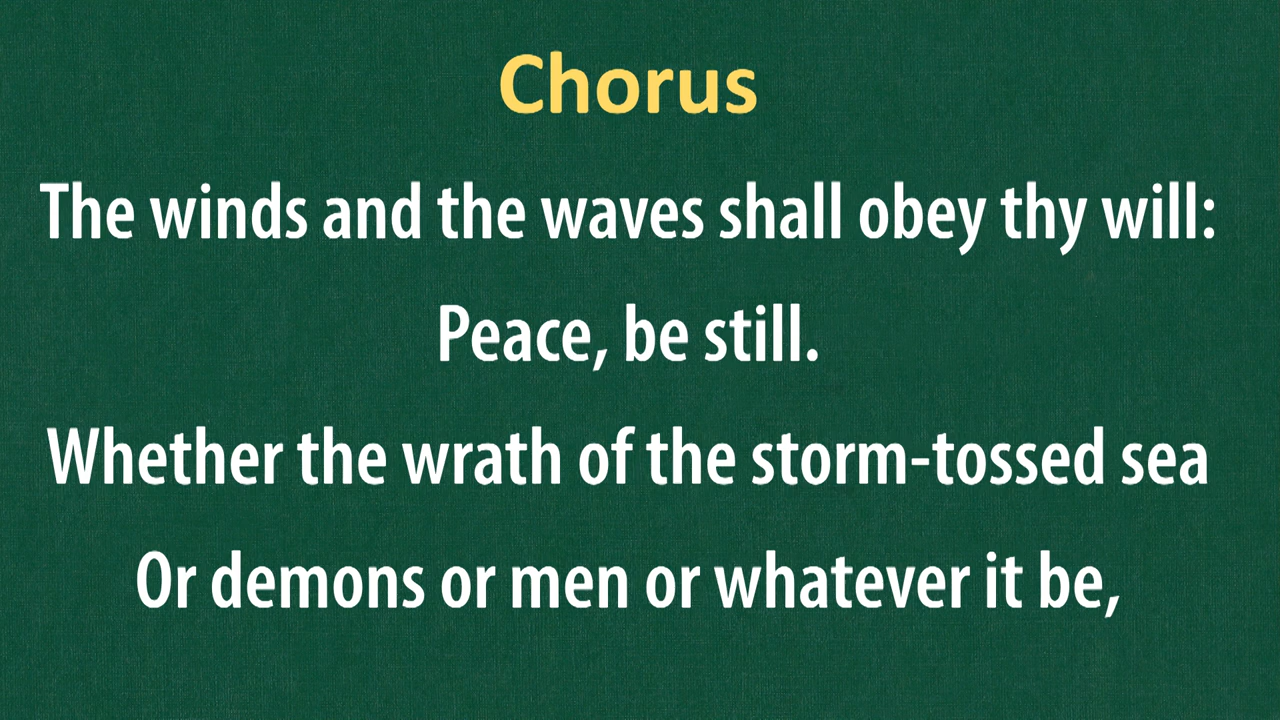 Chorus
The winds and the waves shall obey thy will:
Peace, be still.
Whether the wrath of the storm-tossed sea
Or demons or men or whatever it be,